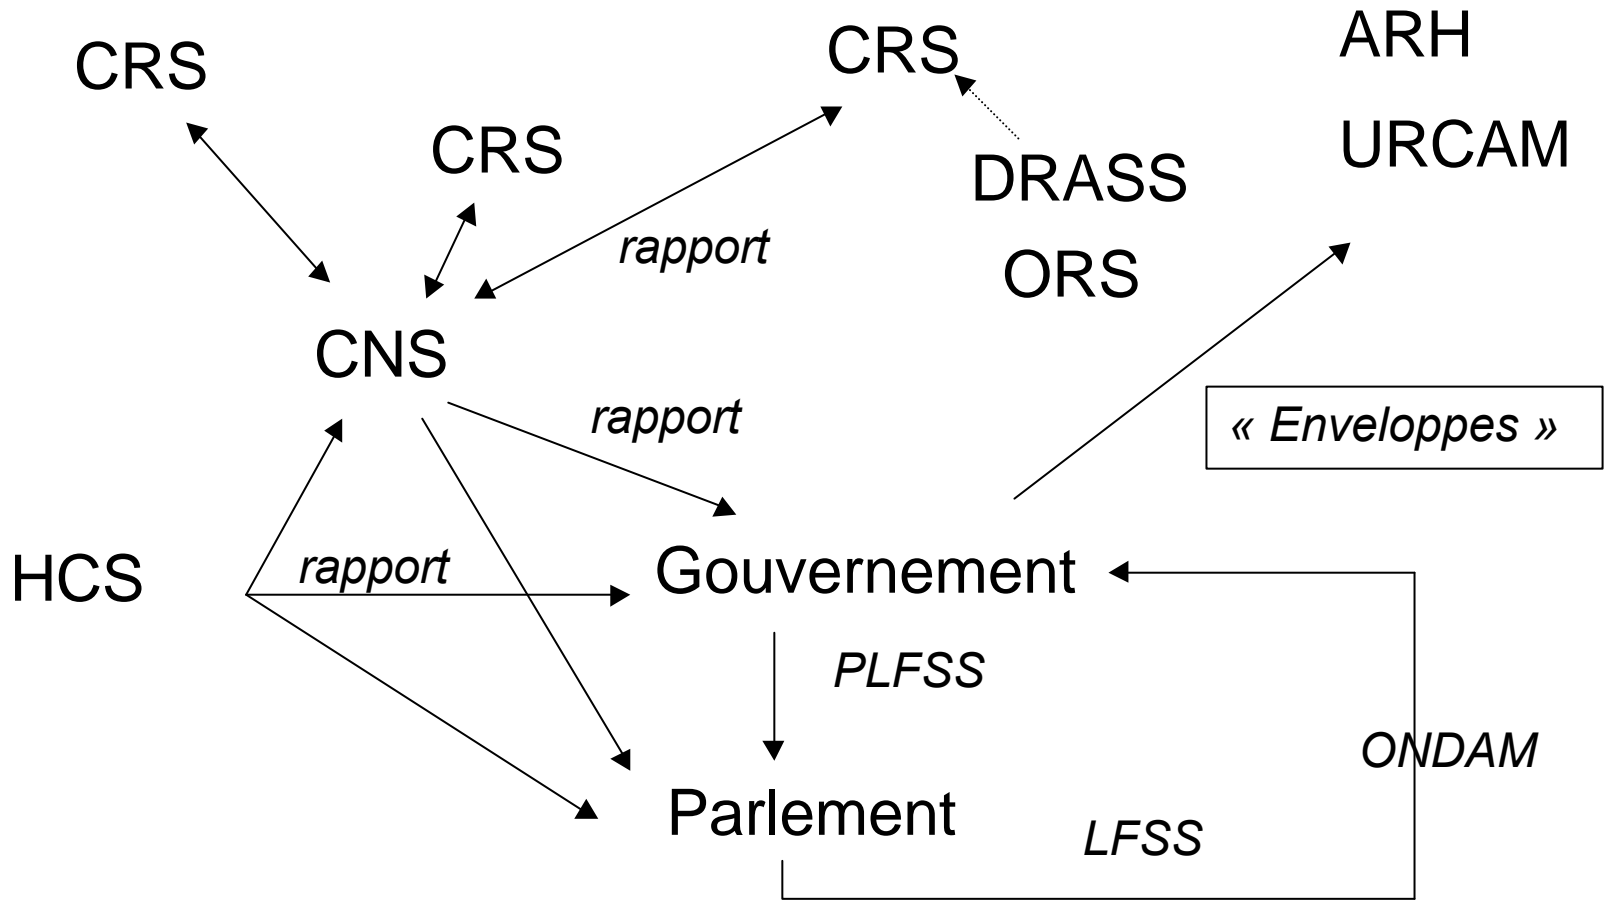 CRS
CRS
CRS
ARH
URCAM
DRASS
ORS
rapport
CNS
rapport
« Enveloppes »
HCS
rapport
Gouvernement
PLFSS
ONDAM
Parlement
LFSS